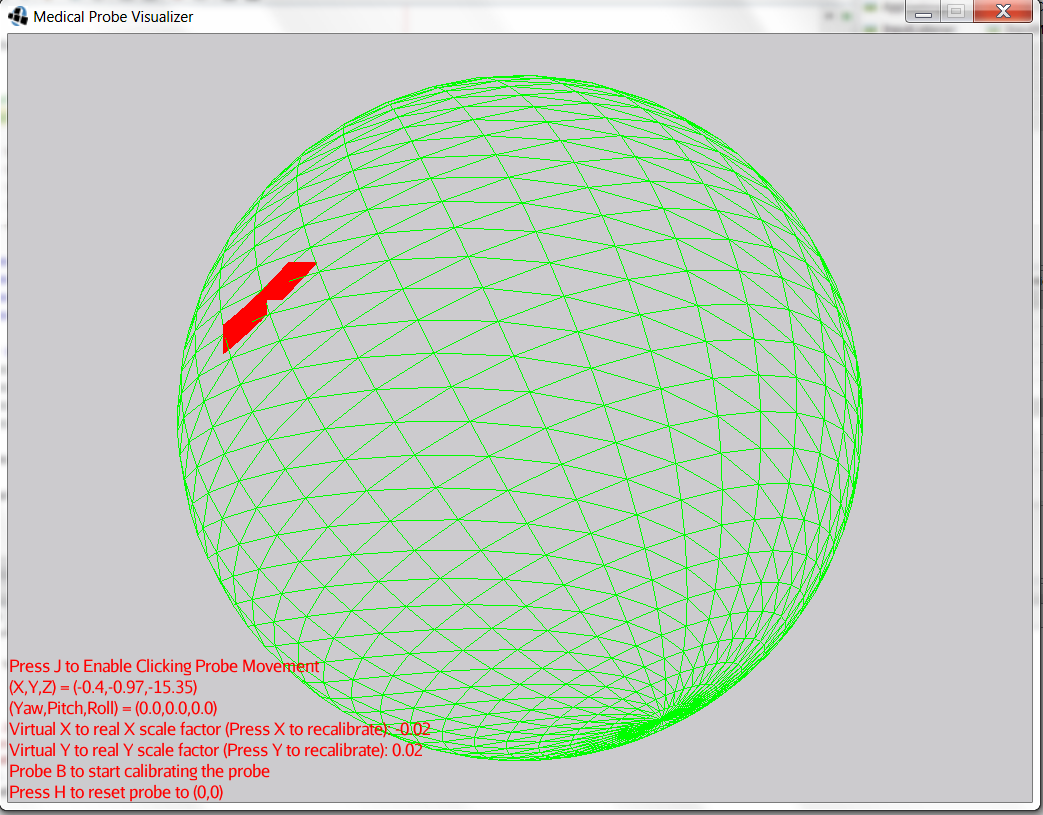 Medical Probe Visualizer
Press J to Enable Clicking Probe Movement
(X,Y,Z) = (-0.4,-0.97,-15.35)
(Yaw,Pitch,Roll) = (0.0,0.0,0.0)
Virtual X to real X scale factor (Press X to recalibrate): -0.02
Virtual Y to real Y scale factor (Press Y to recalibrate): 0.02
Probe B to start calibrating the probe
Press H to reset probe to (0,0)